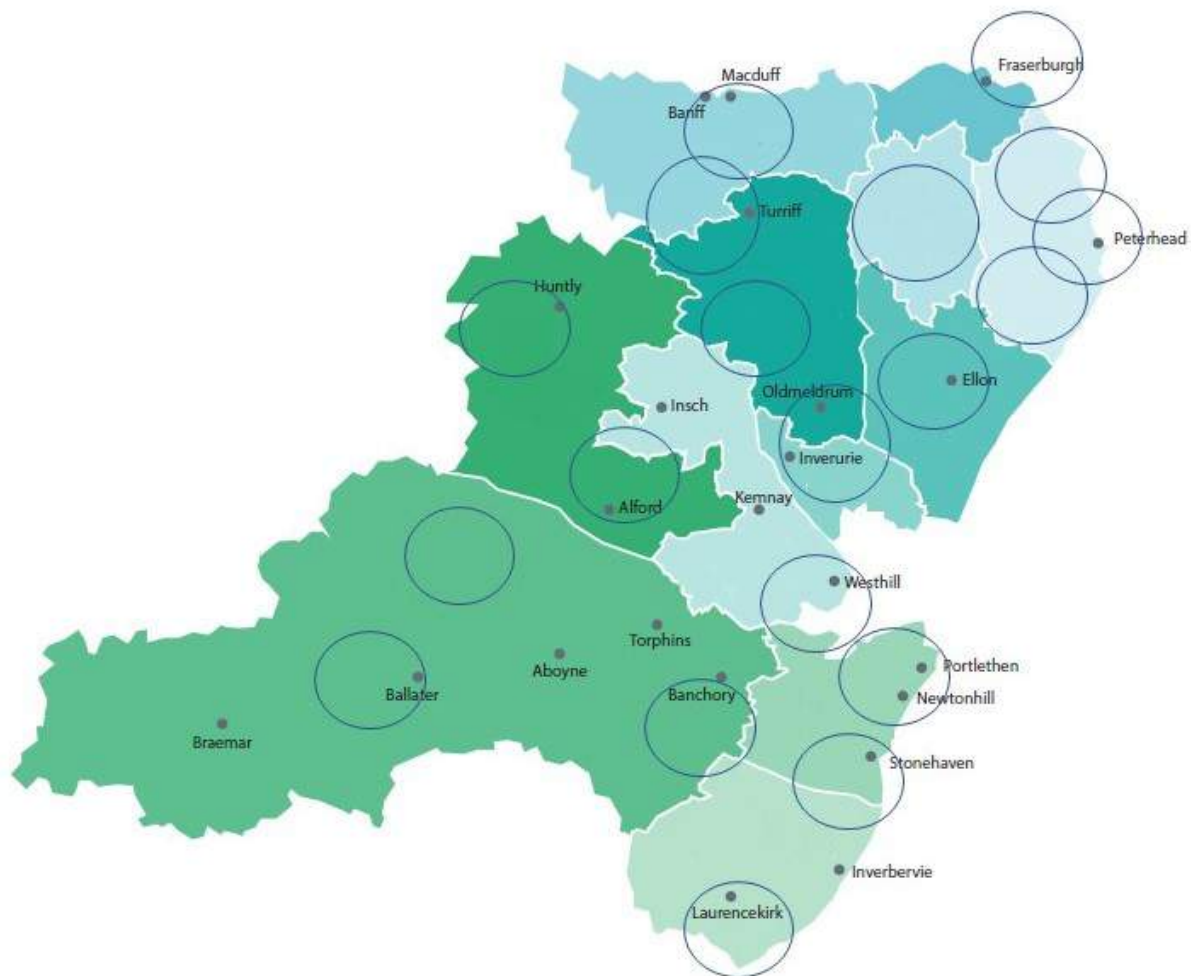 Fraserburgh
Macduff
Banff
Turriff
Peterhead
Huntly
Ellon
Oldmeldrum
Insch
Inverurie
Kemnay
Alford
Westhill
Torphins
Aboyne
Portlethen
Ballater
Banchory
Newtonhill
Braemar
Stonehaven
Inverbervie
Laurencekirk